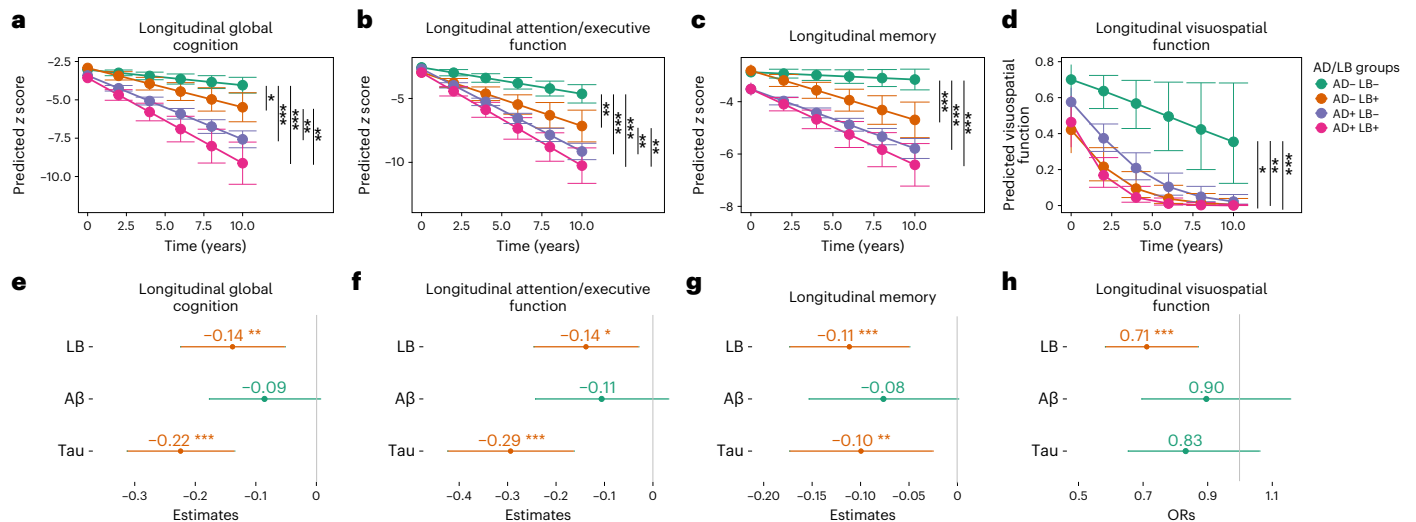 a
Longitudinal global
cognition
Predicted z score
−2.5
−5.0
−7.5
−10.0
*
***
***
**
**
0
2.5
5.0
7.5
10.0
Time (years)
b
Longitudinal attention/executive
function
Predicted z score
−5
−10
**
***
***
**
**
0
2.5
5.0
7.5
10.0
Time (years)
c
Longitudinal memory
Predicted z score
−4
−6
−8
***
***
***
0
2.5
5.0
7.5
10.0
Time (years)
d
Longitudinal visuospatial
function
Predicted visuospatial
function
0.8
0.6
0.4
0.2
0
*
**
***
0
2.5
5.0
7.5
10.0
Time (years)
AD/LB groups
AD− LB−
AD− LB+
AD+ LB−
AD+ LB+
e
Longitudinal global
cognition
LB
−0.14 **
Aβ
−0.09
Tau
−0.22 ***
−0.3
−0.2
−0.1
0
Estimates
f
Longitudinal attention/executive
function
LB
−0.14 *
Aβ
−0.11
Tau
−0.29 ***
−0.4
−0.3
−0.2
−0.1
0
Estimates
g
Longitudinal memory
LB
−0.11 ***
Aβ
−0.08
Tau
−0.10 **
−0.20
−0.15
−0.10
−0.05
0
Estimates
h
Longitudinal visuospatial
function
LB
0.71 ***
Aβ
0.90
Tau
0.83
0.5
0.7
0.9
1.1
ORs